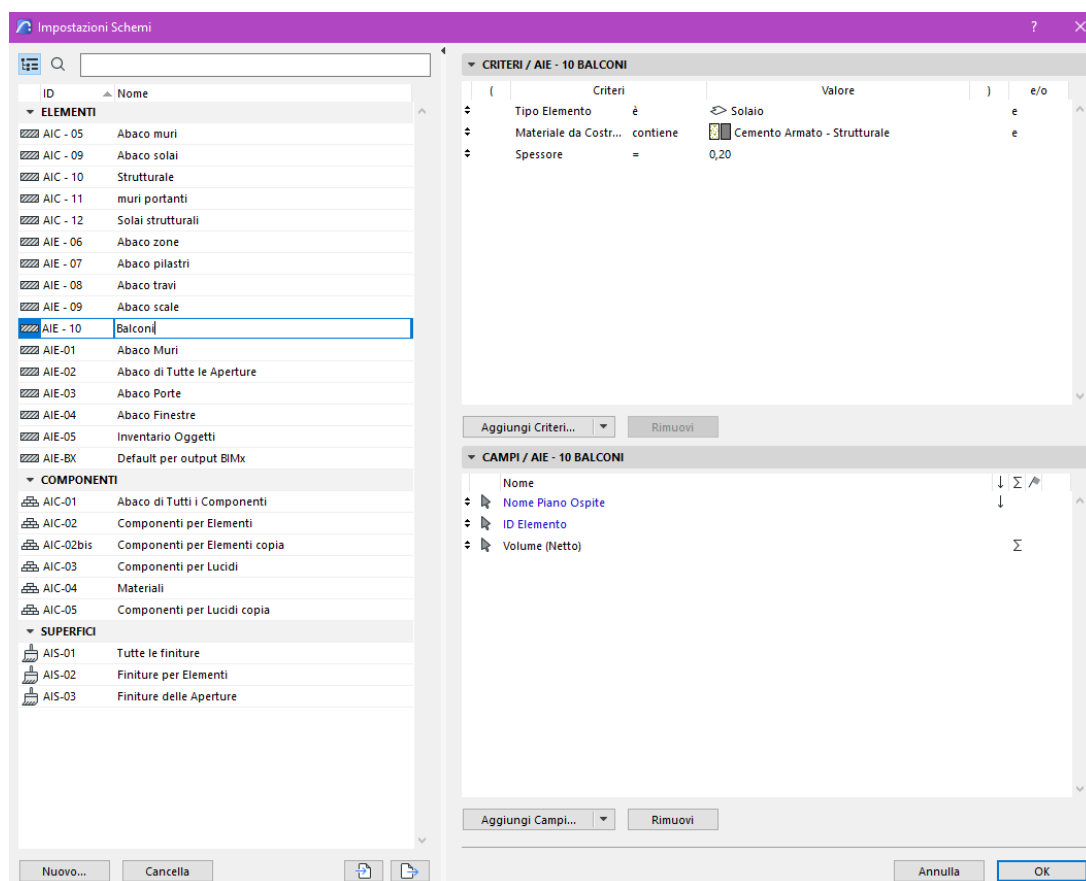 Impostazioni Schemi
?
ID Nome
ELEMENTI
AIC - 05 Abaco muri
AIC - 09 Abaco solai
AIC - 10 Strutturale
AIC - 11 muri portanti
AIC - 12 Solai strutturali
AIE - 06 Abaco zone
AIE - 07 Abaco pilastri
AIE - 08 Abaco travi
AIE - 09 Abaco scale
AIE - 10 Balconi
AIE-01 Abaco Muri
AIE-02 Abaco di Tutte le Aperture
AIE-03 Abaco Porte
AIE-04 Abaco Finestre
AIE-05 Inventario Oggetti
AIE-BX Default per output BIMx
COMPONENTI
AIC-01 Abaco di Tutti i Componenti
AIC-02 Componenti per Elementi
AIC-02bis Componenti per Elementi copia
AIC-03 Componenti per Lucidi
AIC-04 Materiali
AIC-05 Componenti per Lucidi copia
SUPERFICI
AIS-01 Tutte le finiture
AIS-02 Finiture per Elementi
AIS-03 Finiture delle Aperture
Nuovo... Cancella
CRITERI / AIE - 10 BALCONI
( Criteri Valore ) e/o
Tipo Elemento è Solaio e
Materiale da Costr... contiene Cemento Armato - Strutturale e
Spessore = 0,20
Aggiungi Criteri... Rimuovi
CAMPI / AIE - 10 BALCONI
Nome ↓ Σ
Nome Piano Ospite ↓
ID Elemento
Volume (Netto) Σ
Aggiungi Campi... Rimuovi
Annulla OK